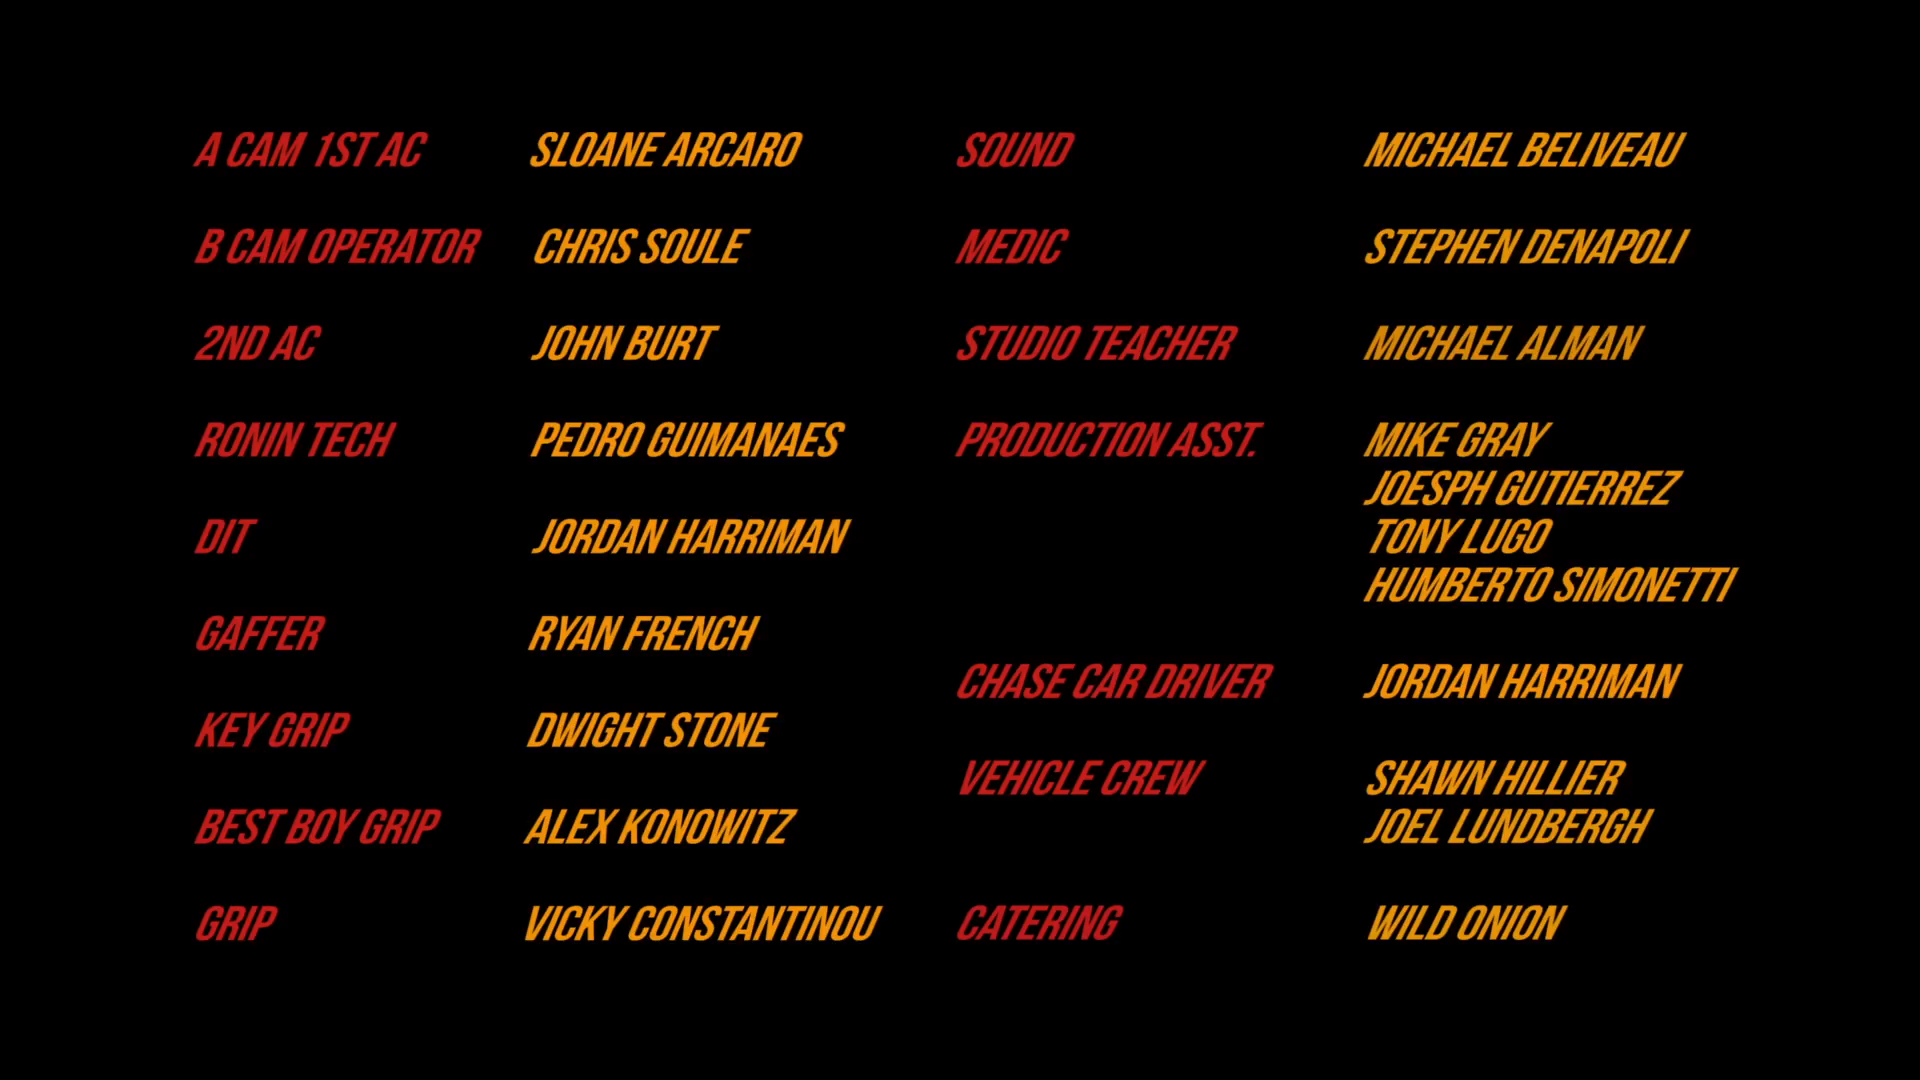 A CAM 1ST AC SLOANE ARCARO
B CAM OPERATOR CHRIS SOULE
2ND AC JOHN BURT
RONIN TECH PEDRO GUIMANAES
DIT JORDAN HARRIMAN
GAFFER RYAN FRENCH
KEY GRIP DWIGHT STONE
BEST BOY GRIP ALEX KONOWITZ
GRIP VICKY CONSTANTINOU
SOUND MICHAEL BELIVEAU
MEDIC STEPHEN DENAPOLI
STUDIO TEACHER MICHAEL ALMAN
PRODUCTION ASST. MIKE GRAY
JOESPH GUTIERREZ
TONY LUGO
HUMBERTO SIMONETTI
CHASE CAR DRIVER JORDAN HARRIMAN
VEHICLE CREW SHAWN HILLIER
JOEL LUNDBERGH
CATERING WILD ONION